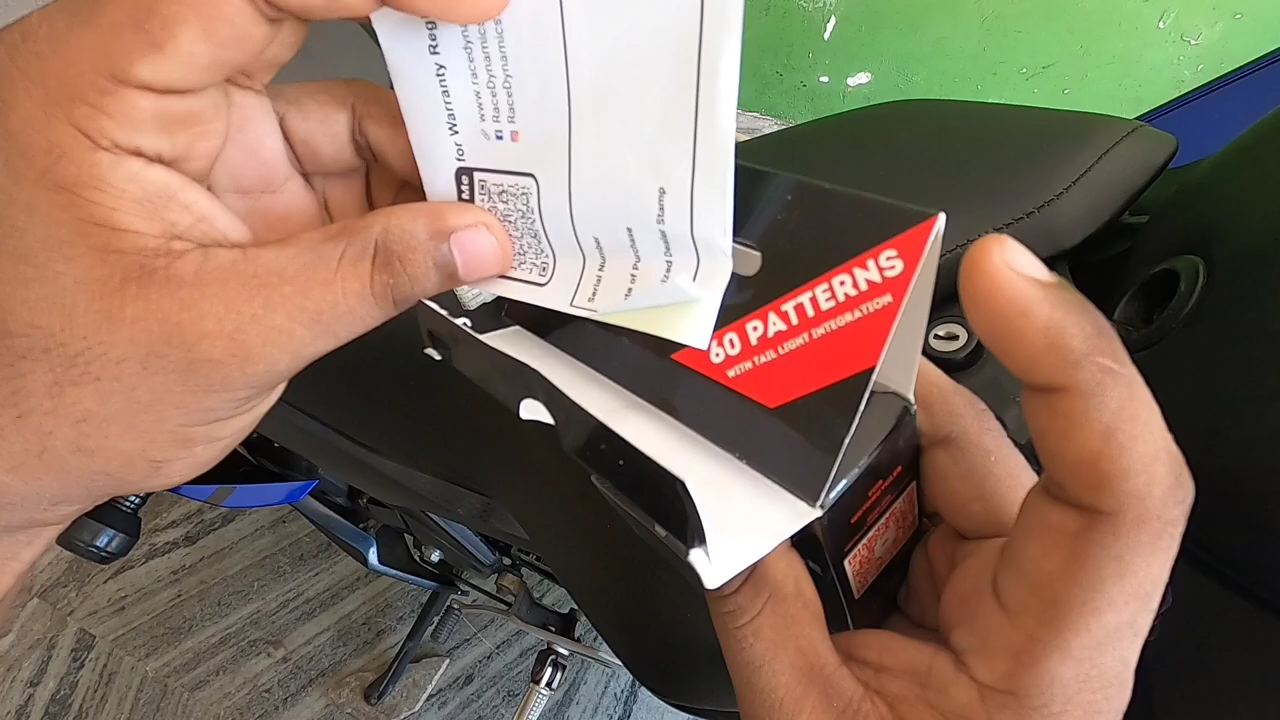 Me for Warranty Reg
www.racedyna
RaceDynamics
RaceDynamics
Serial Number
te of Purchase
ized Dealer Stamp
60 PATTERNS
WITH TAIL LIGHT INTEGRATION